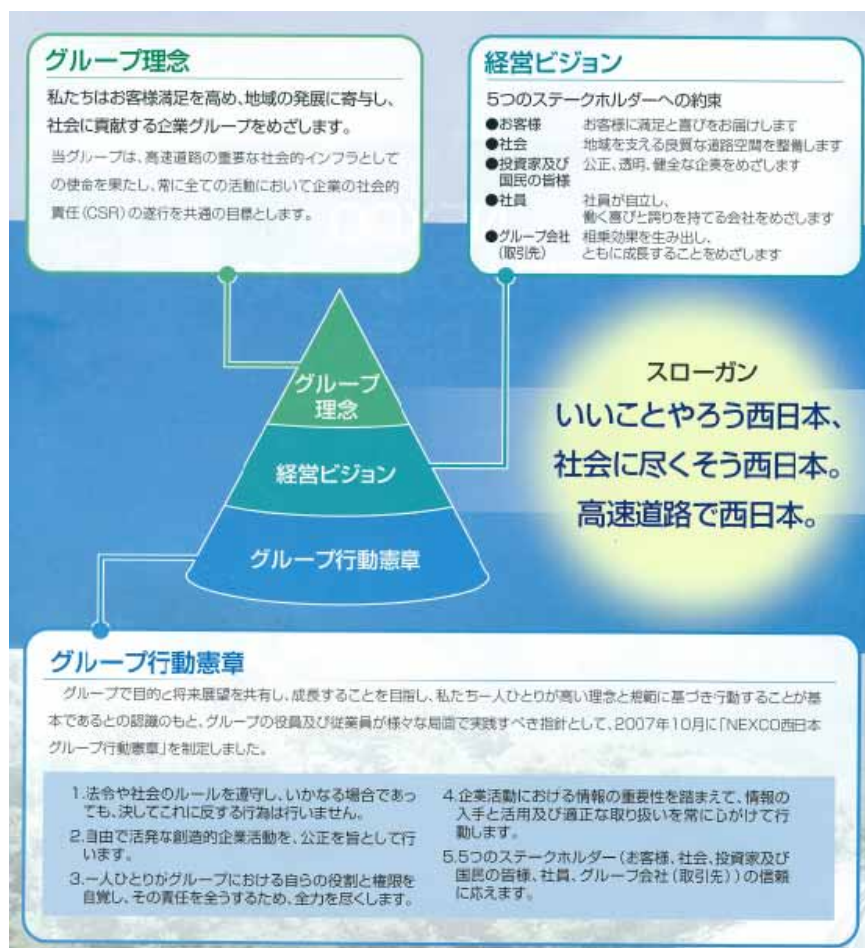 グループ理念
私たちはお客様満足を高め、地域の発展に寄与し、
社会に貢献する企業グループをめざします。
当グループは、高速道路の重要な社会的インフラとして
の使命を果たし、常に全ての活動において企業の社会的
責任(CSR)の遂行を共通の目標とします。
経営ビジョン
5つのステークホルダーへの約束
●お客様 お客様に満足と喜びをお届けします
●社会 地域を支える良質な道路空間を整備します
●投資家及び 公正、透明、健全な企業をめざします
国民の皆様
●社員 社員が自立し、
働く喜びと誇りを持てる会社をめざします
●グループ会社 相乗効果を生み出し、
(取引先) ともに成長することをめざします
グループ
理念
経営ビジョン
グループ行動憲章
スローガン
いいことやろう西日本、
社会に尽くそう西日本。
高速道路で西日本。
グループ行動憲章
グループで目的と将来展望を共有し、成長することを目指し、私たち一人ひとりが高い理念と規範に基づき行動することが基
本であるとの認識のもと、グループの役員及び従業員が様々な局面で実践すべき指針として、2007年10月に「NEXCO西日本
グループ行動憲章」を制定しました。
1.法令や社会のルールを遵守し、いかなる場合であっ
ても、決してこれに反する行為は行いません。
2.自由で活発な創造的企業活動を、公正を旨として行
います。
3.一人ひとりがグループにおける自らの役割と権限を
自覚し、その責任を全うするため、全力を尽くします。
4.企業活動における情報の重要性を踏まえて、情報の
入手と活用及び適正な取り扱いを常に心がけて行
動します。
5.5つのステークホルダー(お客様、社会、投資家及び
国民の皆様、社員、グループ会社(取引先))の信頼
に応えます。